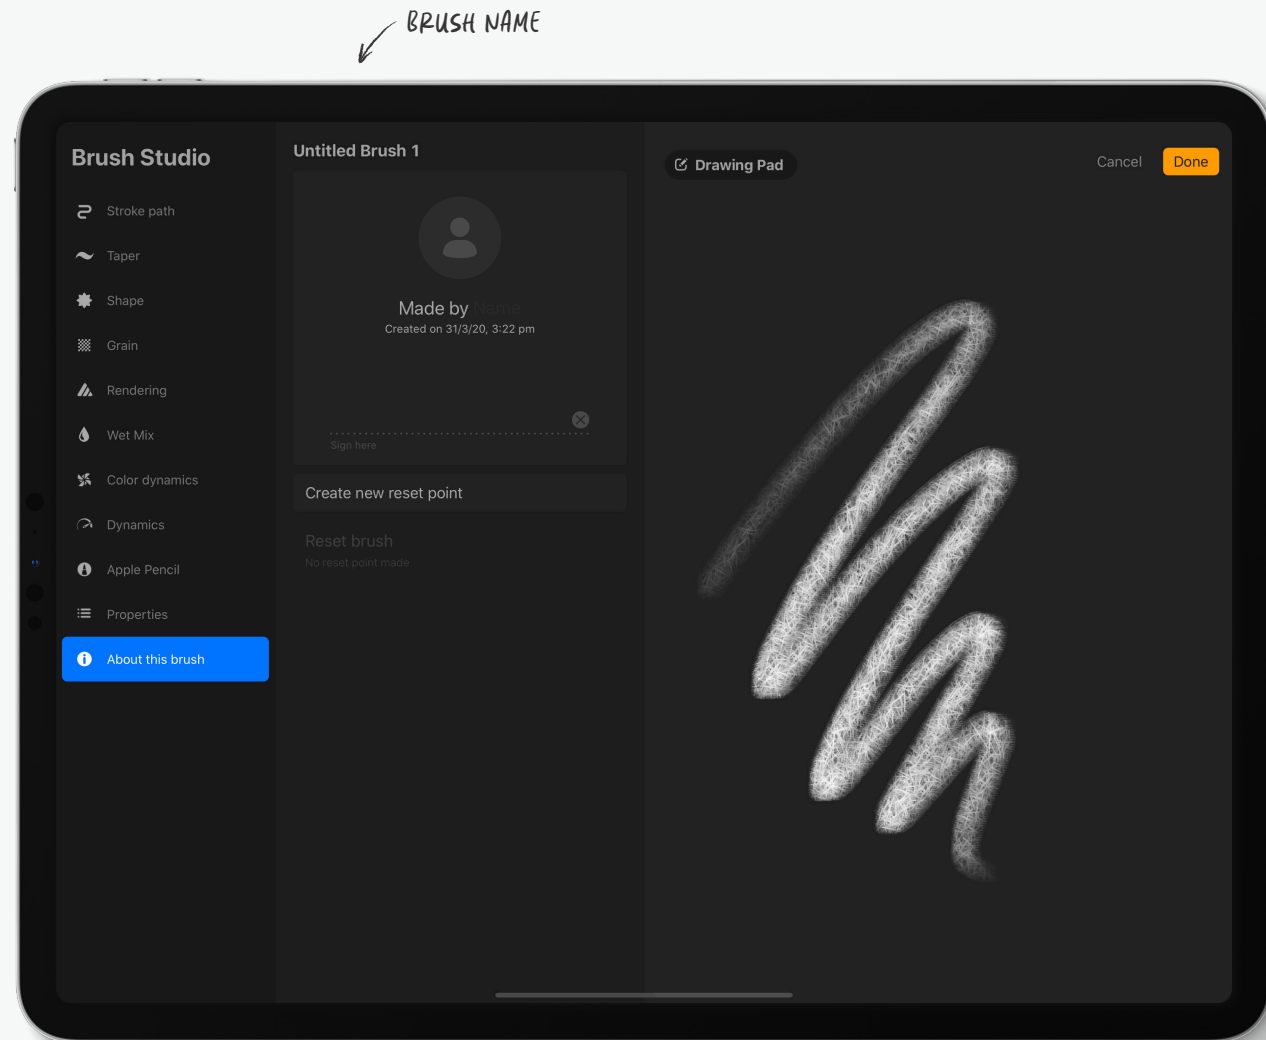 BRUSH NAME
Brush Studio
Stroke path
Taper
Shape
Grain
Rendering
Wet Mix
Color dynamics
Dynamics
Apple Pencil
Properties
About this brush
Untitled Brush 1
Made by Name
Created on 31/3/20, 3:22 pm
Sign here
Create new reset point
Reset brush
No reset point made
Drawing Pad
Cancel
Done